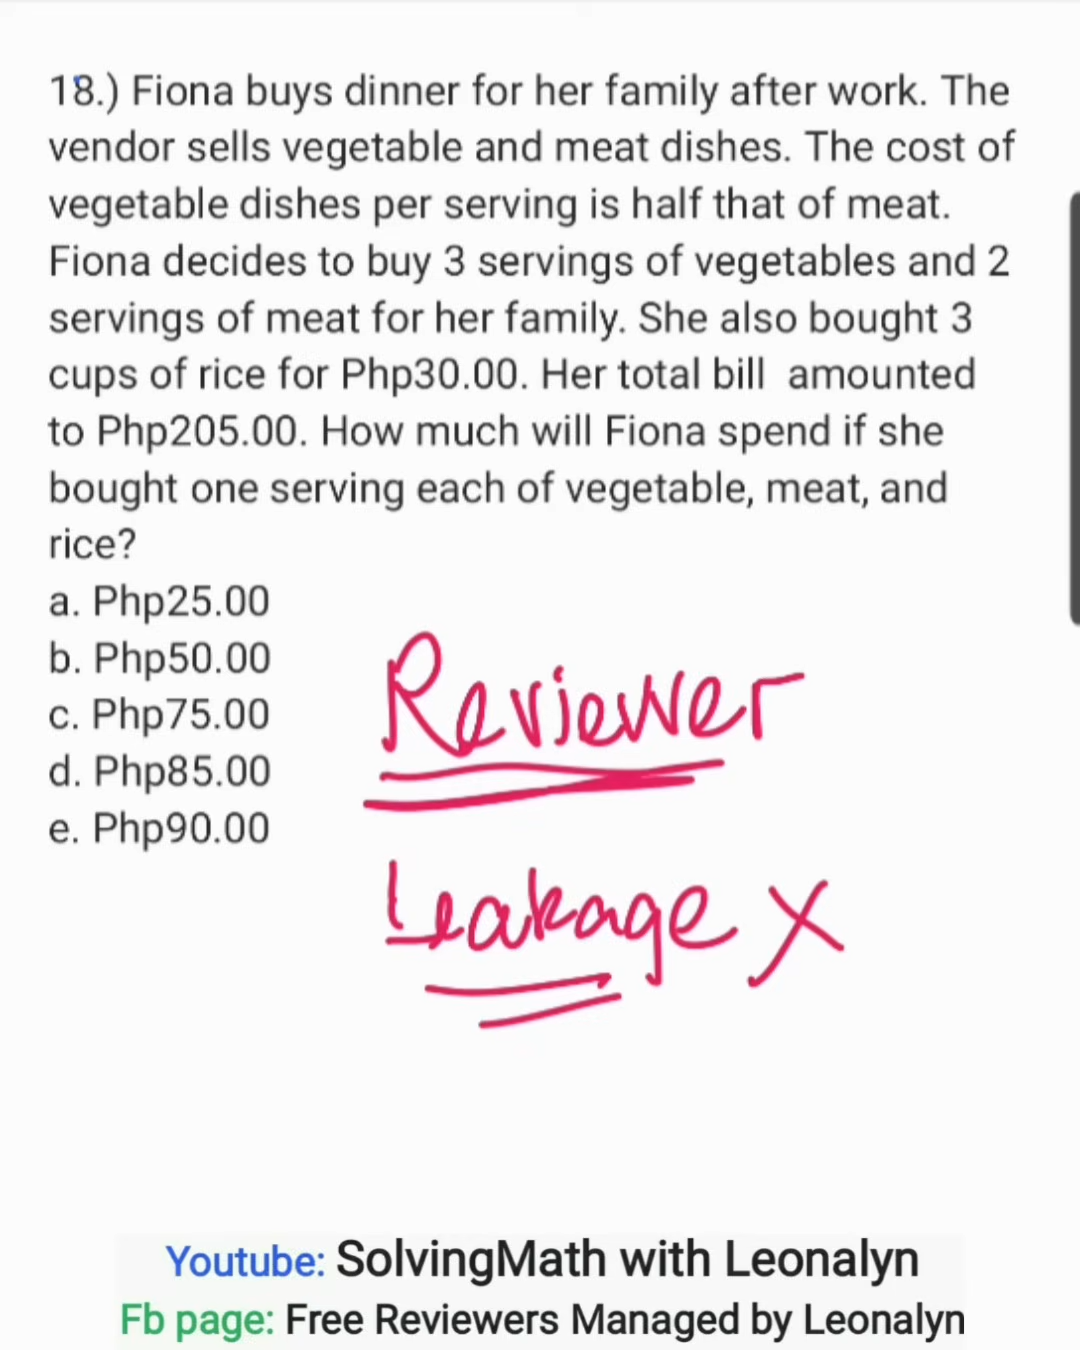 18.) Fiona buys dinner for her family after work. The
vendor sells vegetable and meat dishes. The cost of
vegetable dishes per serving is half that of meat.
Fiona decides to buy 3 servings of vegetables and 2
servings of meat for her family. She also bought 3
cups of rice for Php30.00. Her total bill amounted
to Php205.00. How much will Fiona spend if she
bought one serving each of vegetable, meat, and
rice?
a. Php25.00
b. Php50.00
c. Php75.00
d. Php85.00
e. Php90.00
Reviewer
Leakage X
Youtube: SolvingMath with Leonalyn
Fb page: Free Reviewers Managed by Leonalyn